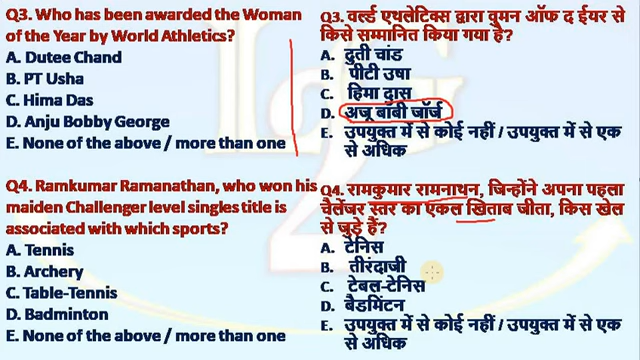 Q3. Who has been awarded the Woman
of the Year by World Athletics?
A. Dutee Chand
B. PT Usha
C. Hima Das
D. Anju Bobby George
E. None of the above / more than one
Q4. Ramkumar Ramanathan, who won his
maiden Challenger level singles title is
associated with which sports?
A. Tennis
B. Archery
C. Table-Tennis
D. Badminton
E. None of the above / more than one
Q3. वर्ल्ड एथलेटिक्स द्वारा वुमन ऑफ द ईयर से
किसे सम्मानित किया गया है?
A. दुती चांड
B. पीटी उषा
C. हिमा दास
D. अजू बॉबी जॉर्ज
E. उपयुक्त में से कोई नहीं / उपयुक्त में से एक
से अधिक
Q4. रामकुमार रामनाथन, जिन्होंने अपना पहला
चैलेंजर स्तर का एकल खिताब जीता, किस खेल
से जुड़े हैं?
A. टेनिस
B. तीरंदाजी
C. टेबल-टेनिस
D. बैडमिंटन
E. उपयुक्त में से कोई नहीं / उपयुक्त में से एक
से अधिक